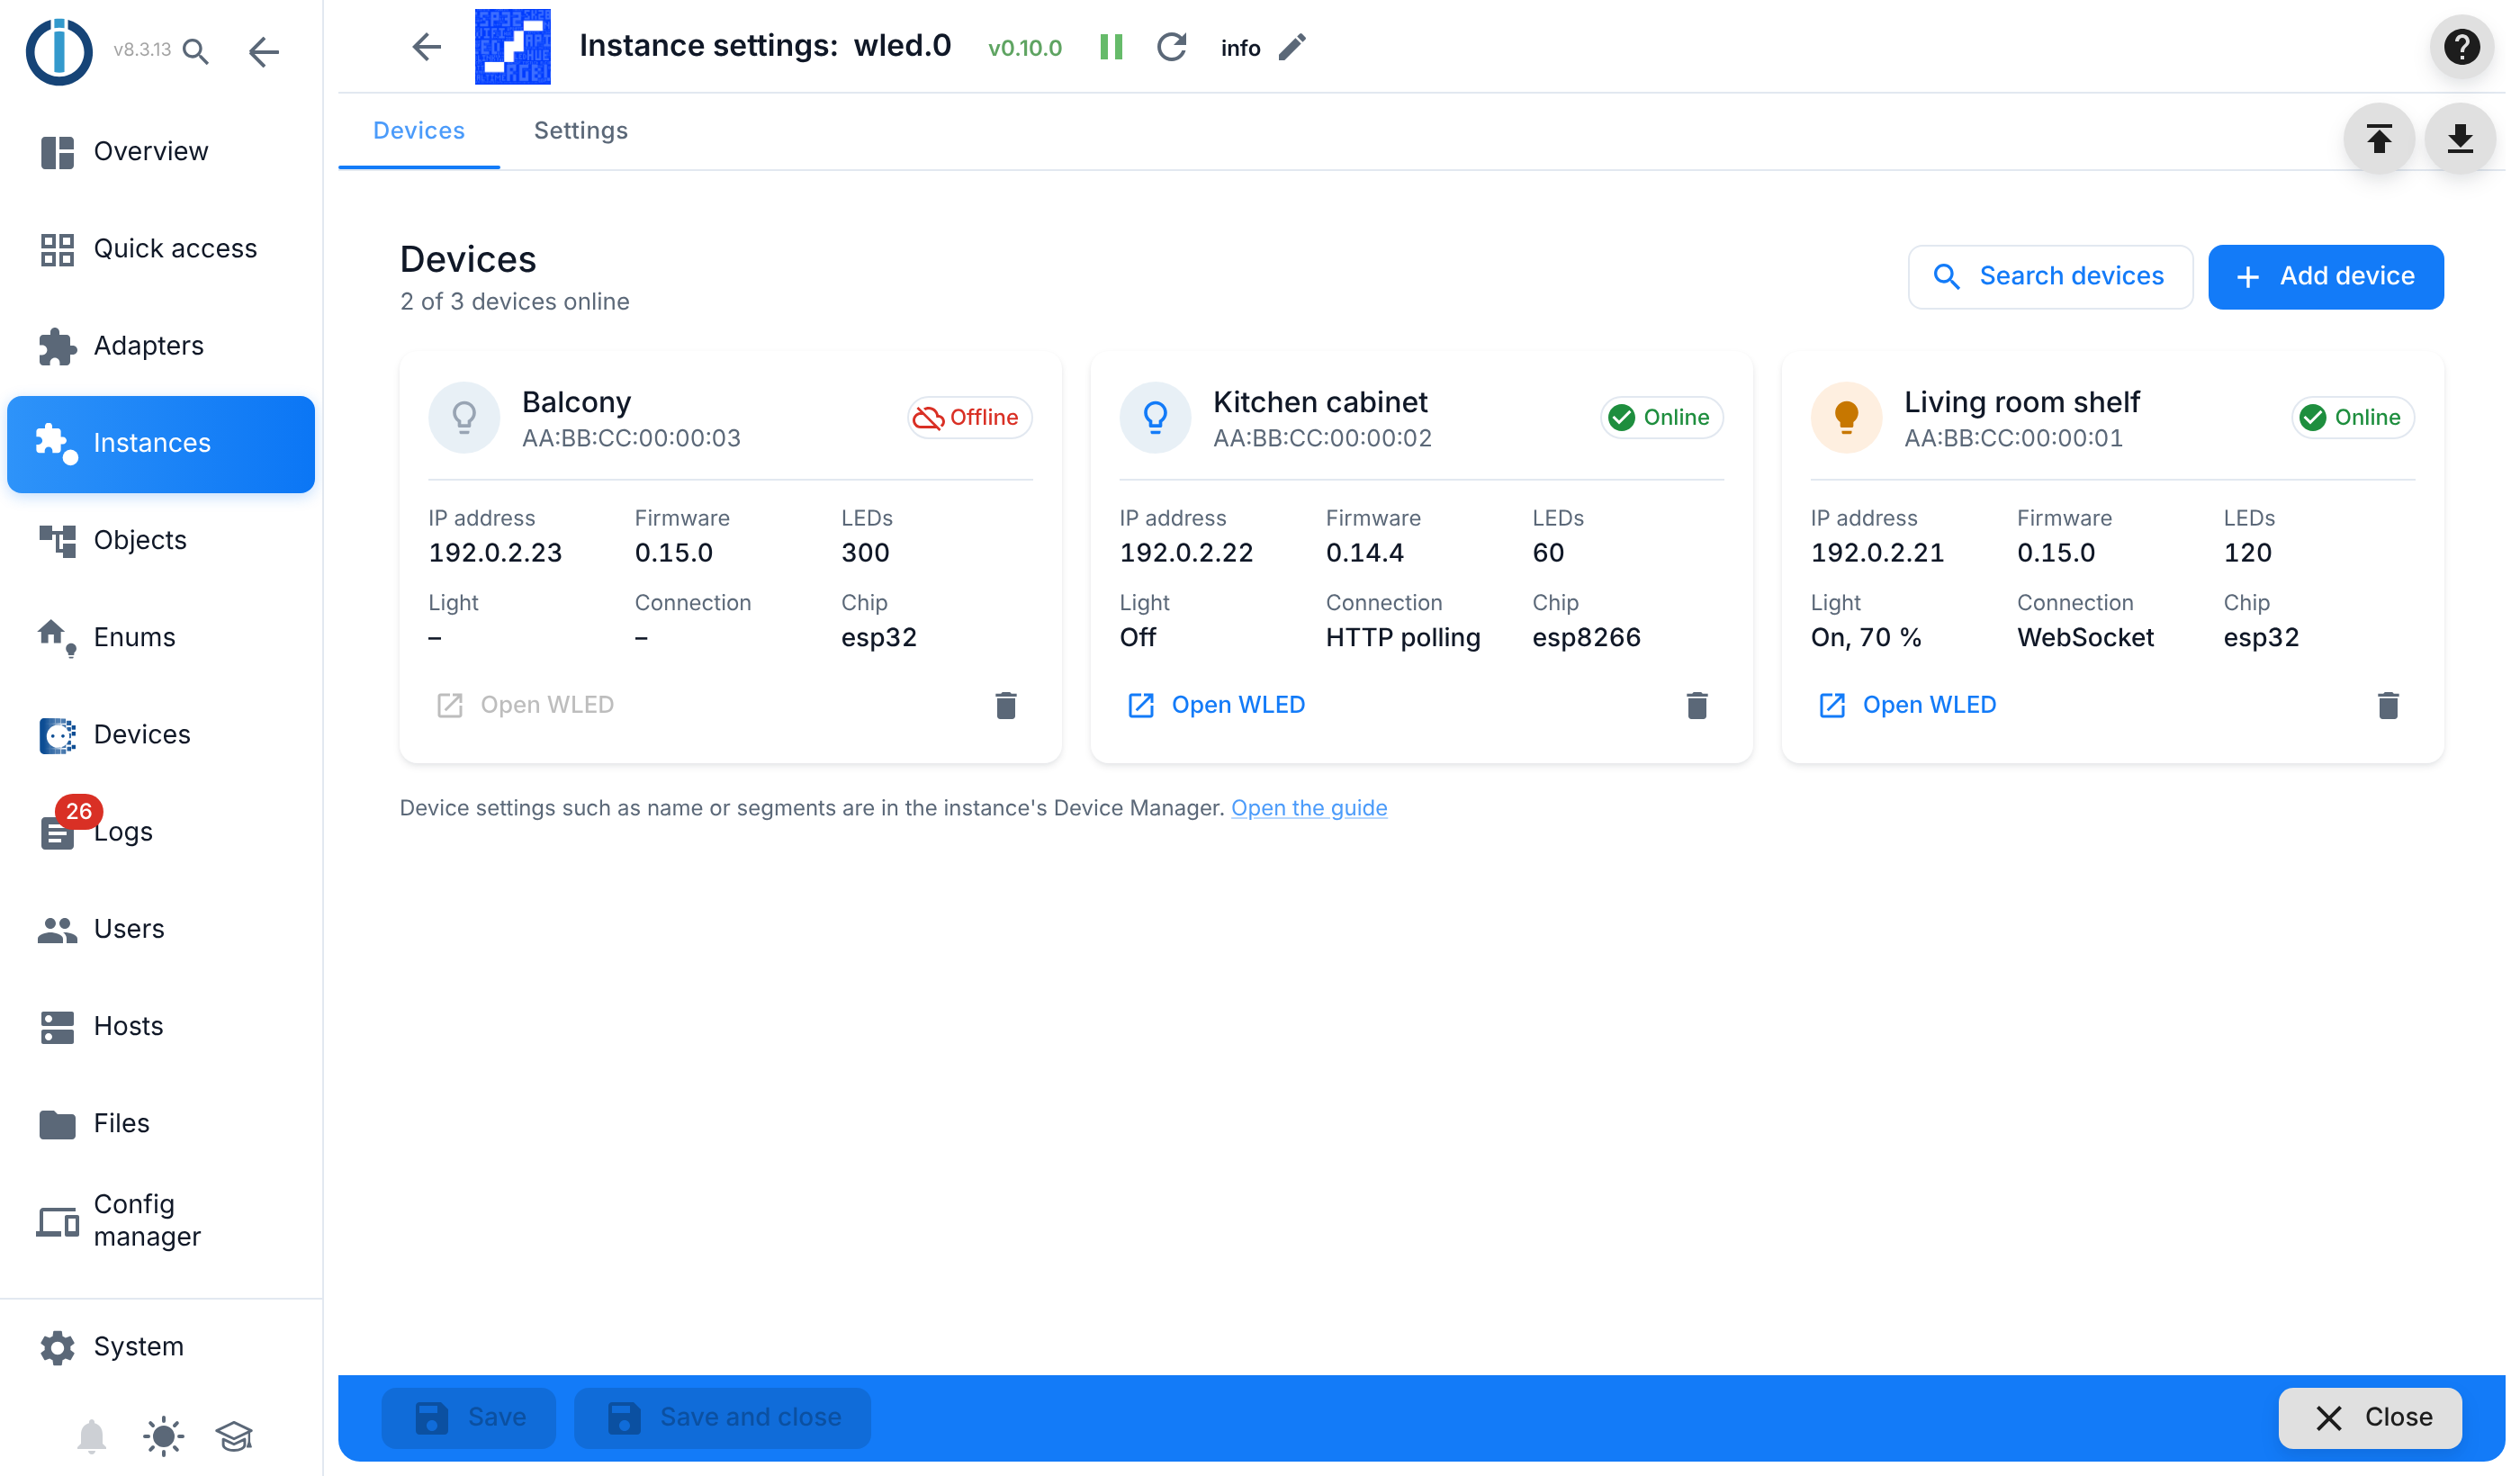 v8.3.13
Instance settings: wled.0
v0.10.0
info
Devices
Settings
Overview
Quick access
Adapters
Instances
Objects
Enums
Devices
26
Logs
Users
Hosts
Files
Config
manager
System
Devices
2 of 3 devices online
Search devices
Add device
Balcony
AA:BB:CC:00:00:03
Offline
IP address Firmware LEDs
192.0.2.23 0.15.0 300
Light Connection Chip
– – esp32
Open WLED
Kitchen cabinet
AA:BB:CC:00:00:02
Online
IP address Firmware LEDs
192.0.2.22 0.14.4 60
Light Connection Chip
Off HTTP polling esp8266
Open WLED
Living room shelf
AA:BB:CC:00:00:01
Online
IP address Firmware LEDs
192.0.2.21 0.15.0 120
Light Connection Chip
On, 70 % WebSocket esp32
Open WLED
Device settings such as name or segments are in the instance's Device Manager. Open the guide
Save
Save and close
Close